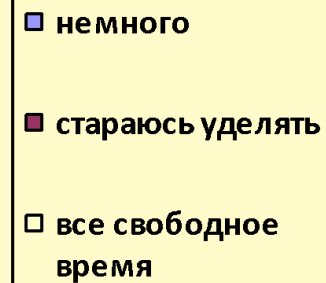 немного
стараюсь уделять
все свободное
время